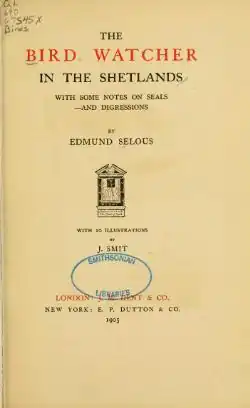 THE
BIRD WATCHER
IN THE SHETLANDS
WITH SOME NOTES ON SEALS
—AND DIGRESSIONS
BY
EDMUND SELOUS
WITH 10 ILLUSTRATIONS
BY
J. SMIT
SMITHSONIAN
LONDON: J. M. DENT & CO.
LIBRARIES
NEW YORK: E. P. DUTTON & CO.
1905